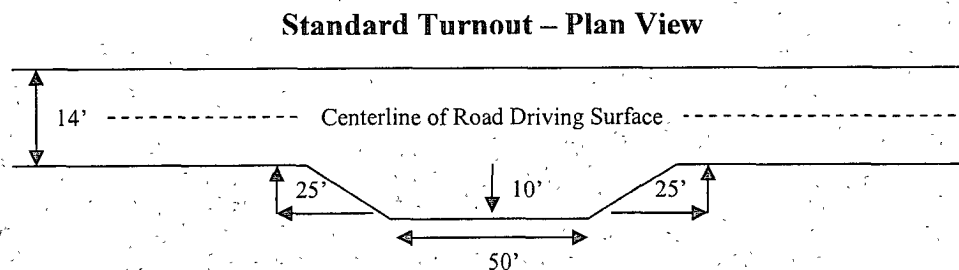 Standard Turnout – Plan View
14’
Centerline of Road Driving Surface
25’
10’
25’
50’